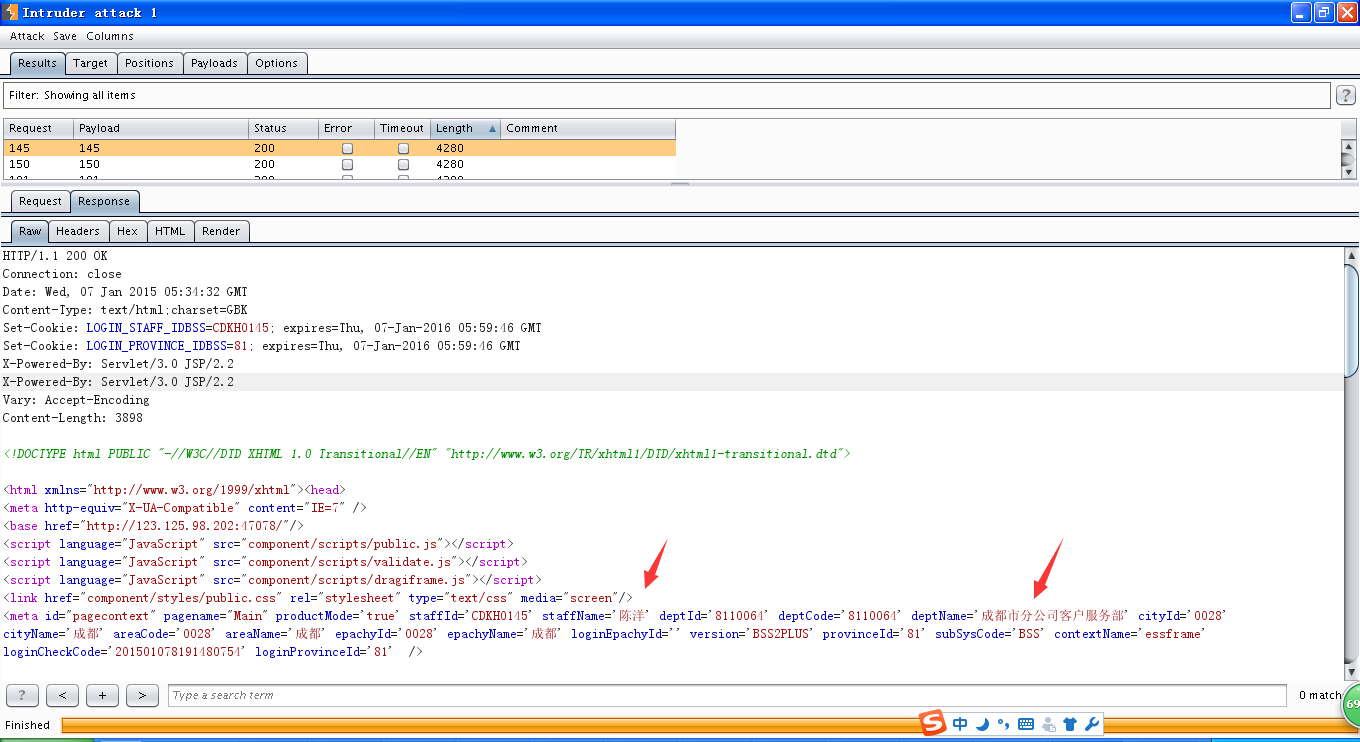 Intruder attack 1
Attack Save Columns
Results Target Positions Payloads Options
Filter: Showing all items
?
Request Payload Status Error Timeout Length Comment
145 145 200 4280
150 150 200 4280
Request Response
Raw Headers Hex HTML Render
HTTP/1.1 200 OK
Connection: close
Date: Wed, 07 Jan 2015 05:34:32 GMT
Content-Type: text/html;charset=GBK
Set-Cookie: LOGIN_STAFF_IDBSS=CDKH0145; expires=Thu, 07-Jan-2016 05:59:46 GMT
Set-Cookie: LOGIN_PROVINCE_IDBSS=81; expires=Thu, 07-Jan-2016 05:59:46 GMT
X-Powered-By: Servlet/3.0 JSP/2.2
X-Powered-By: Servlet/3.0 JSP/2.2
Vary: Accept-Encoding
Content-Length: 3898
<!DOCTYPE html PUBLIC "-//W3C//DTD XHTML 1.0 Transitional//EN" "http://www.w3.org/TR/xhtml1/DTD/xhtml1-transitional.dtd">
<html xmlns="http://www.w3.org/1999/xhtml"><head>
<meta http-equiv="X-UA-Compatible" content="IE=7" />
<base href="http://123.125.98.202:47078/"/>
<script language="JavaScript" src="component/scripts/public.js"></script>
<script language="JavaScript" src="component/scripts/validate.js"></script>
<script language="JavaScript" src="component/scripts/dragiframe.js"></script>
<link href="component/styles/public.css" rel="stylesheet" type="text/css" media="screen"/>
<meta id="pagecontext" pagename="Main" productMode='true' staffId='CDKH0145' staffName='陈洋' deptId='8110064' deptCode='8110064' deptName='成都市分公司客户服务部' cityId='0028'
cityName='成都' areaCode='0028' areaName='成都' epachyId='0028' epachyName='成都' loginEpachyId='' version='BSS2PLUS' provinceId='81' subSysCode='BSS' contextName='essframe'
loginCheckCode='201501078191480754' loginProvinceId='81' />
? < + > Type a search term 0 match
69
Finished
S 中